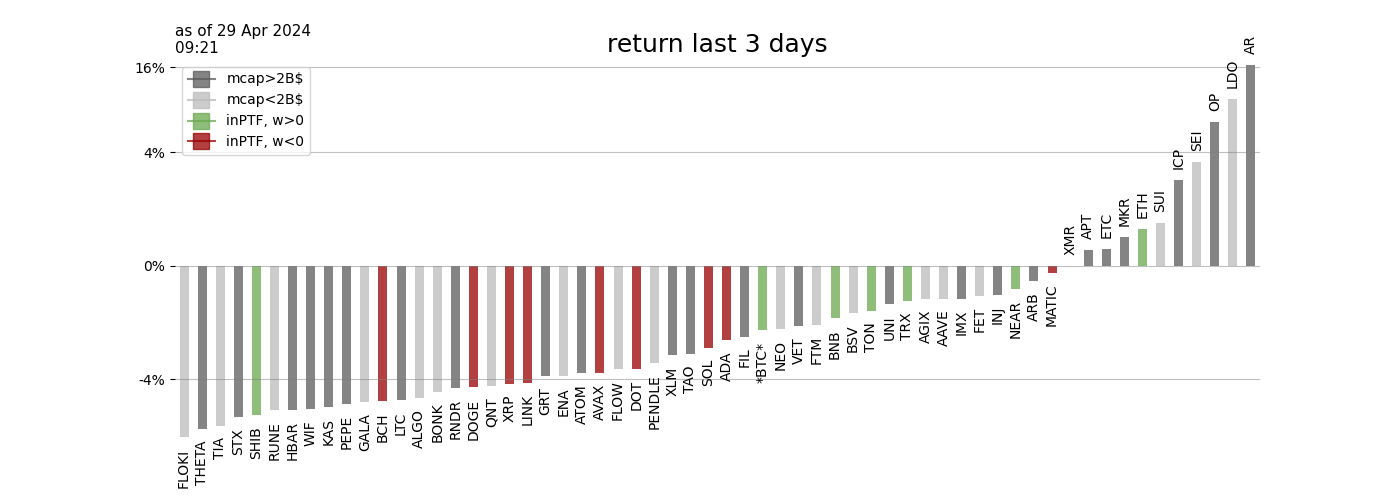 as of 29 Apr 2024
09:21
return last 3 days
16%
4%
0%
-4%
mcap>2B$
mcap<2B$
inPTF, w>0
inPTF, w<0
FLOKI
THETA
TIA
STX
SHIB
RUNE
HBAR
WIF
KAS
PEPE
GALA
BCH
LTC
ALGO
BONK
RNDR
DOGE
QNT
XRP
LINK
GRT
ENA
ATOM
AVAX
FLOW
DOT
PENDLE
XLM
TAO
SOL
ADA
FIL
*BTC*
NEO
VET
FTM
BNB
BSV
TON
UNI
TRX
AGIX
AAVE
IMX
FET
INJ
NEAR
ARB
MATIC
XMR
APT
ETC
MKR
ETH
SUI
ICP
SEI
OP
LDO
AR